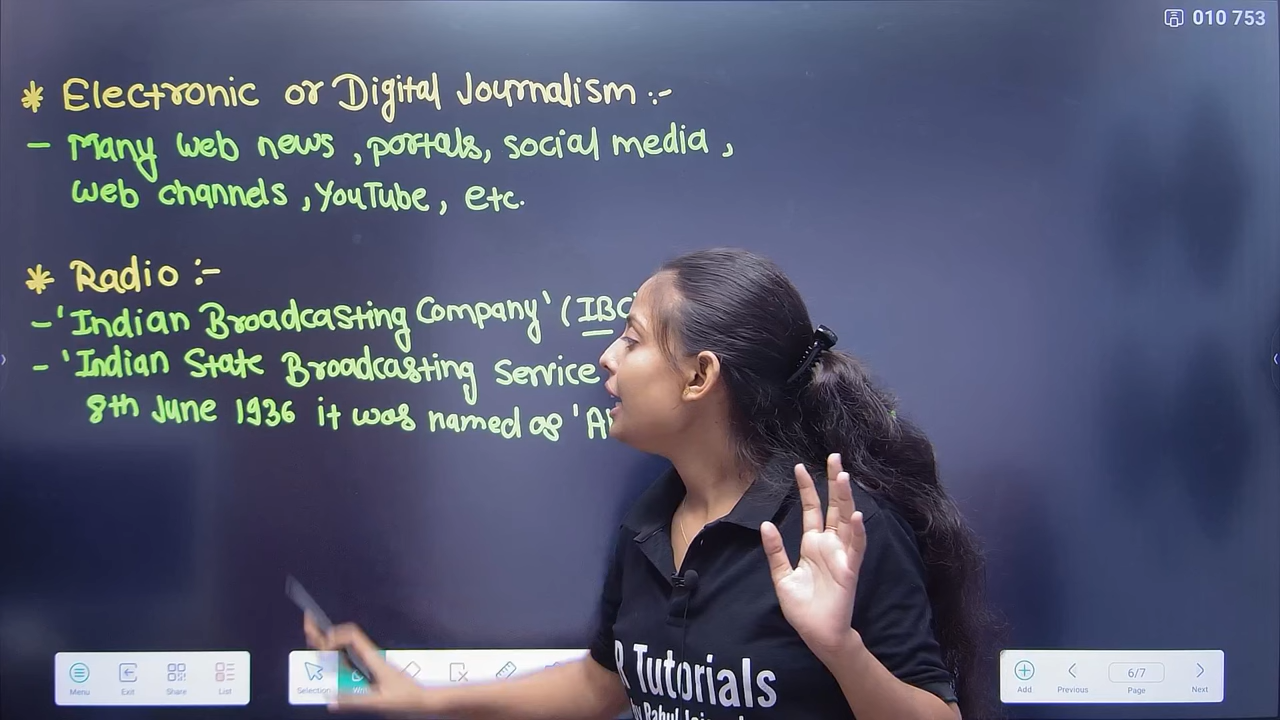 010 753
* Electronic or Digital Journalism :-
- Many web news , portals, social media ,
web channels , YouTube , etc.
* Radio :-
- 'Indian Broadcasting Company' ( IBC
- 'Indian State Broadcasting Service
8th June 1936 it was named as '
R Tutorials
by Rahul
Menu
Exit
Share
List
Selection
Add
Previous
6/7
Page
Next